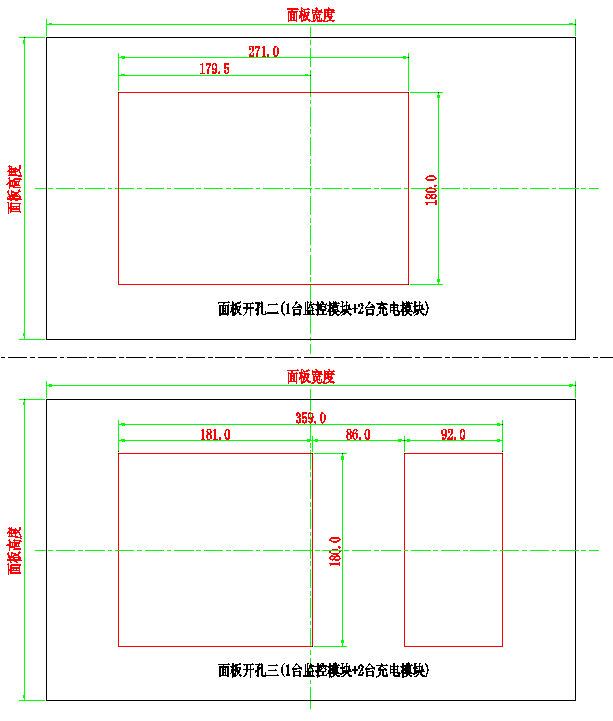 面板宽度
271.0
179.5
面板高度
180.0
面板开孔二(1台监控模块+2台充电模块)
面板宽度
359.0
181.0
86.0
92.0
面板高度
180.0
面板开孔三(1台监控模块+2台充电模块)